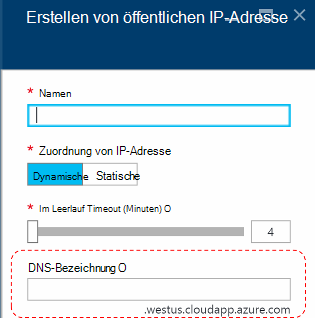 Erstellen von öffentlichen IP-Adresse
* Namen
* Zuordnung von IP-Adresse
Dynamische Statische
* Im Leerlauf Timeout (Minuten) O
4
DNS-Bezeichnung O
.westus.cloudapp.azure.com